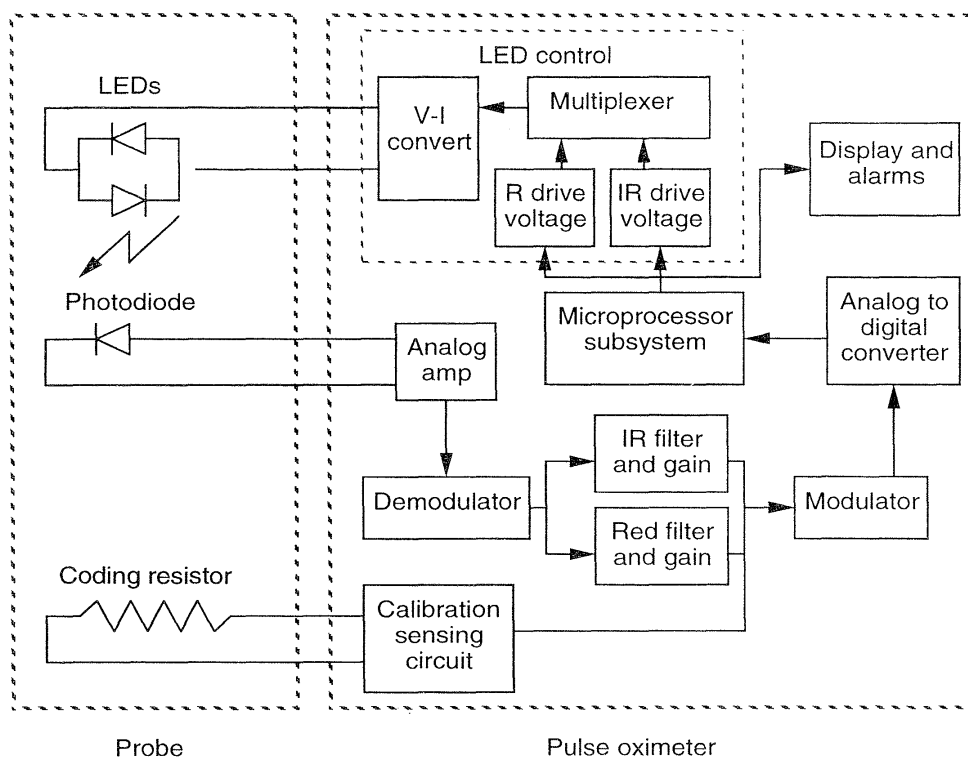 LED control
LEDs
V-I
convert
Multiplexer
R drive
voltage
IR drive
voltage
Display and
alarms
Photodiode
Analog
amp
Microprocessor
subsystem
Analog to
digital
converter
Demodulator
IR filter
and gain
Red filter
and gain
Modulator
Coding resistor
Calibration
sensing
circuit
Probe
Pulse oximeter